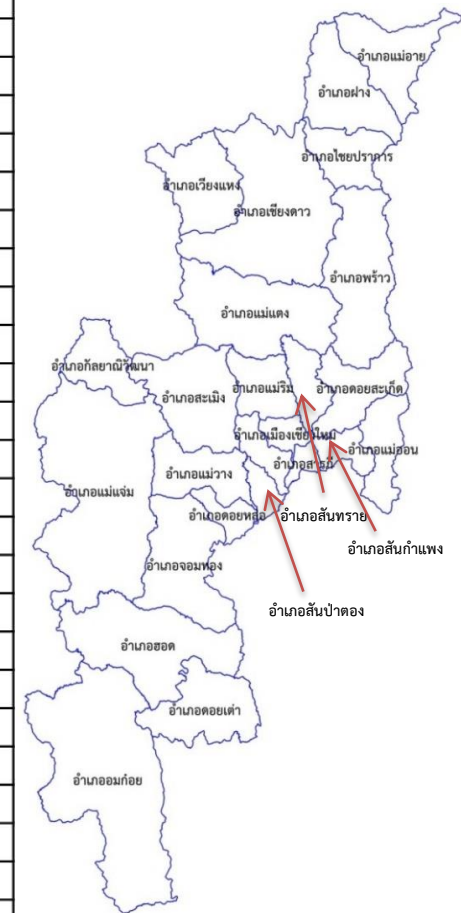 อำเภอแม่อาย
อำเภอฝาง
อำเภอไชยปราการ
อำเภอเวียงแหง
อำเภอเชียงดาว
อำเภอพร้าว
อำเภอแม่แตง
อำเภอกัลยาณิวัฒนา
อำเภอสะเมิง
อำเภอแม่ริม
อำเภอดอยสะเก็ด
อำเภอเมืองเชียงใหม่
อำเภอแม่ออน
อำเภอสารภี
อำเภอแม่วาง
อำเภอแม่แจ่ม
อำเภอดอยหล่อ
อำเภอสันทราย
อำเภอสันกำแพง
อำเภอจอมทอง
อำเภอสันป่าตอง
อำเภอฮอด
อำเภอดอยเต่า
อำเภออมก๋อย